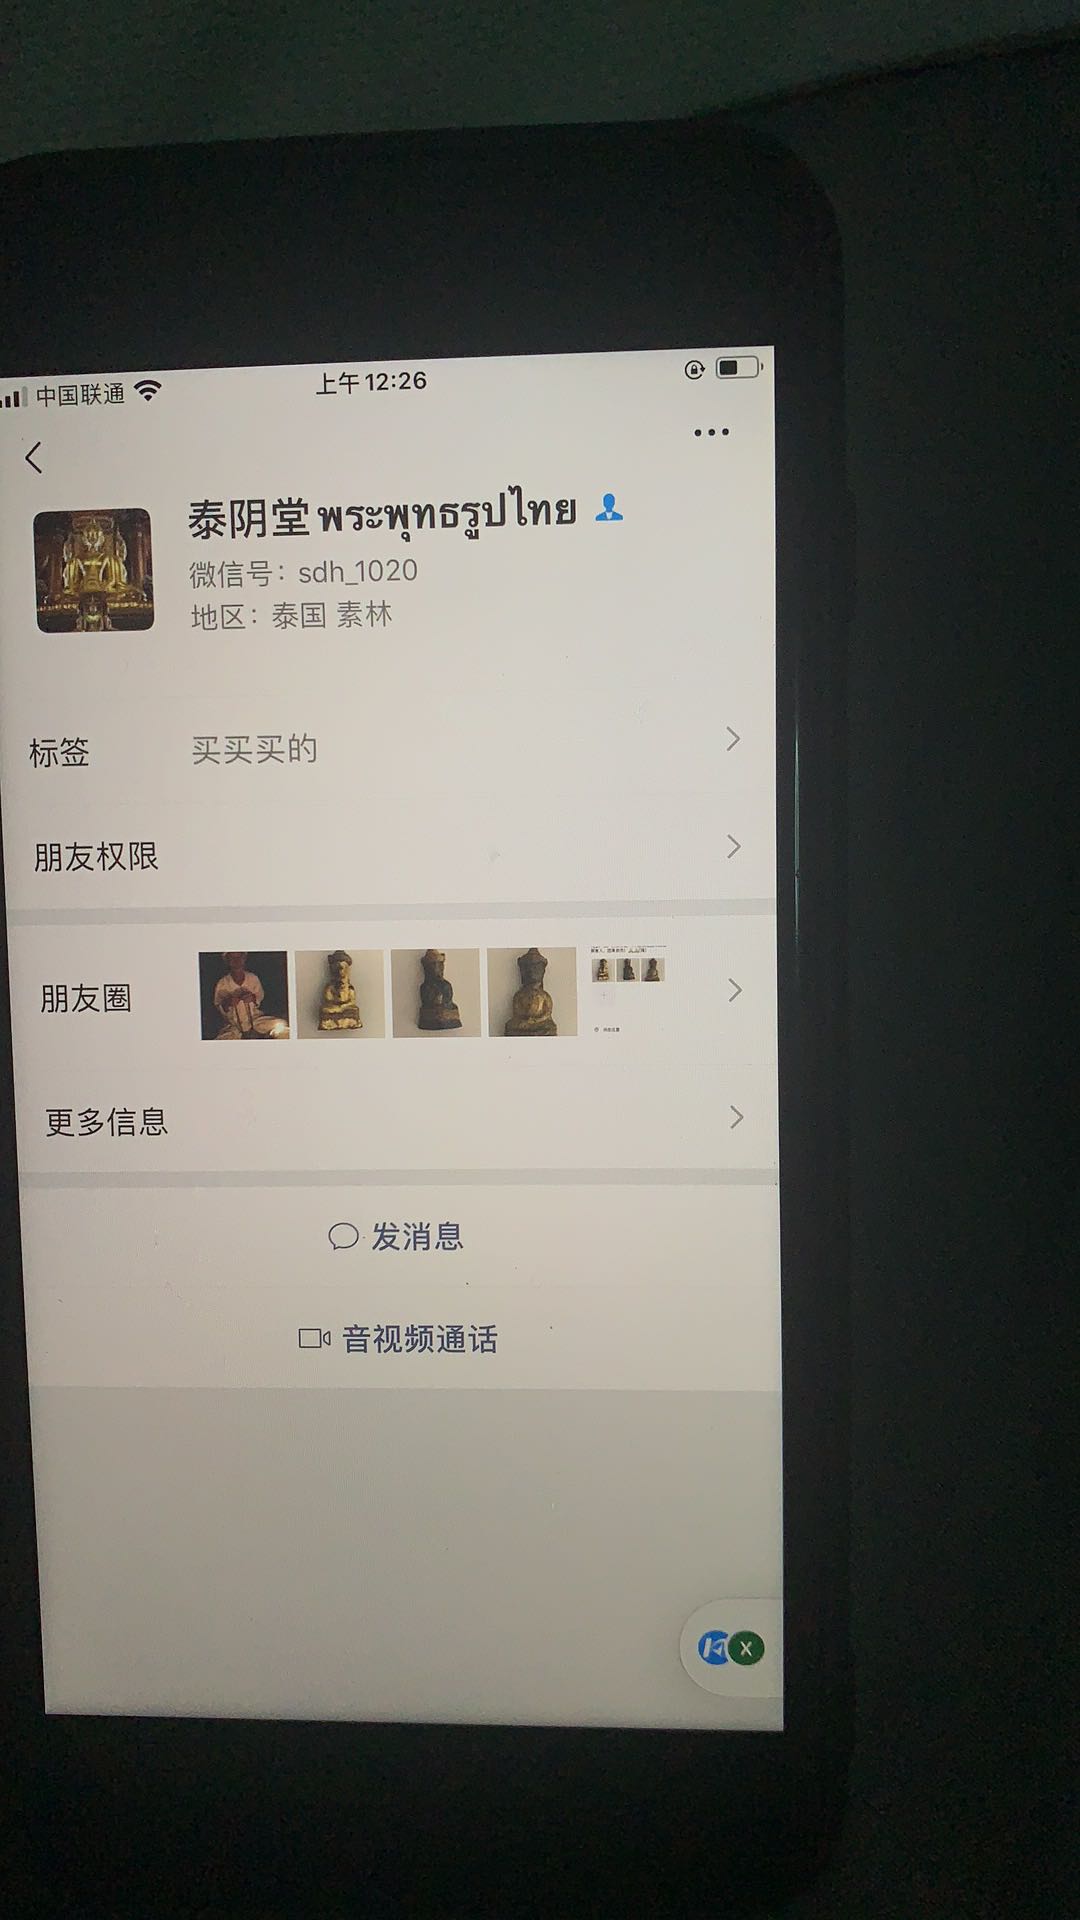 中国联通
上午12:26
泰阴堂 พระพุทธรูปไทย
微信号：sdh_1020
地区：泰国 素林
标签
买买买的
朋友权限
朋友圈
更多信息
发消息
音视频通话
X